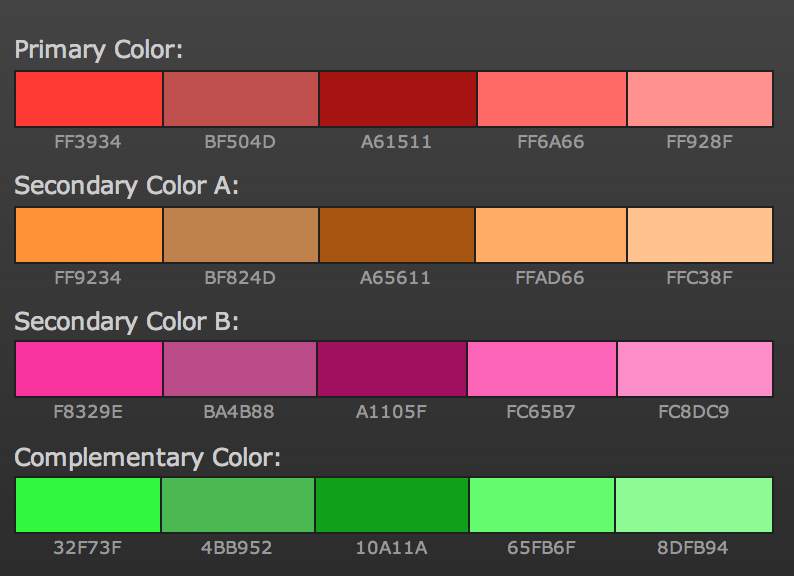 Primary Color:
FF3934 BF504D A61511 FF6A66 FF928F
Secondary Color A:
FF9234 BF824D A65611 FFAD66 FFC38F
Secondary Color B:
F8329E BA4B88 A1105F FC65B7 FC8DC9
Complementary Color:
32F73F 4BB952 10A11A 65FB6F 8DFB94